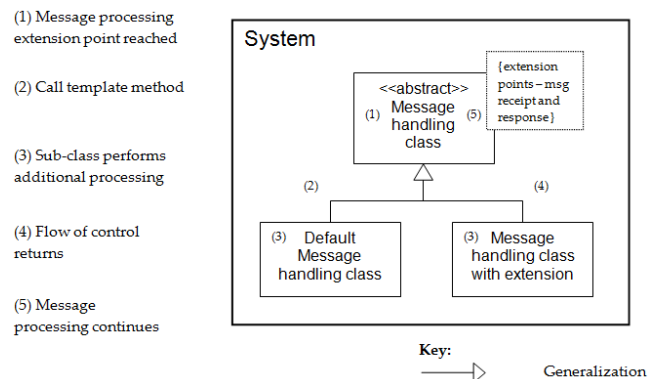 (1) Message processing
extension point reached
(2) Call template method
(3) Sub-class performs
additional processing
(4) Flow of control
returns
(5) Message
processing continues
System
<<abstract>>
(1) Message (5)
handling
class
{extension
points – msg
receipt and
response}
(2)
(4)
(3) Default
Message
handling class
(3) Message
handling class
with extension
Key:
Generalization